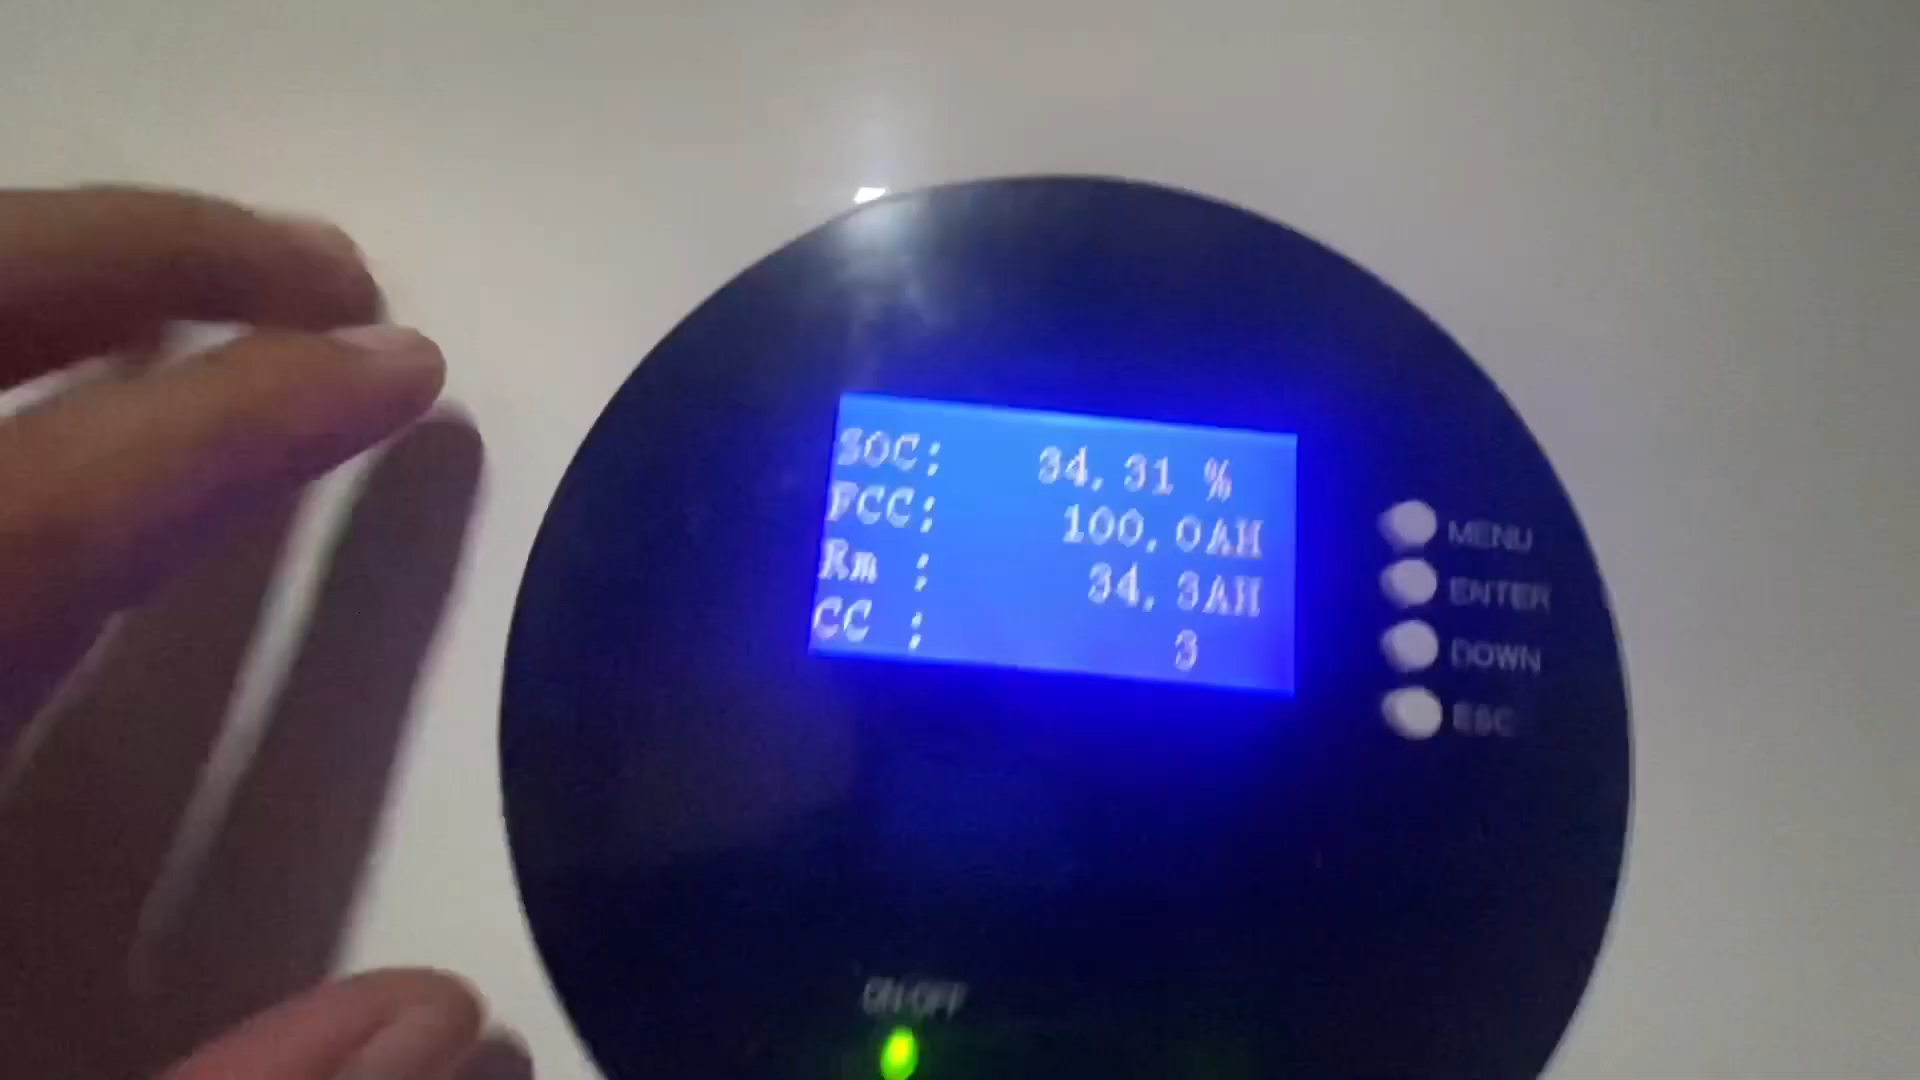 SOC: 34.31 %
FCC: 100.0AH
Rm : 34.3AH
CC : 3
MENU
ENTER
DOWN
ESC
ON-OFF